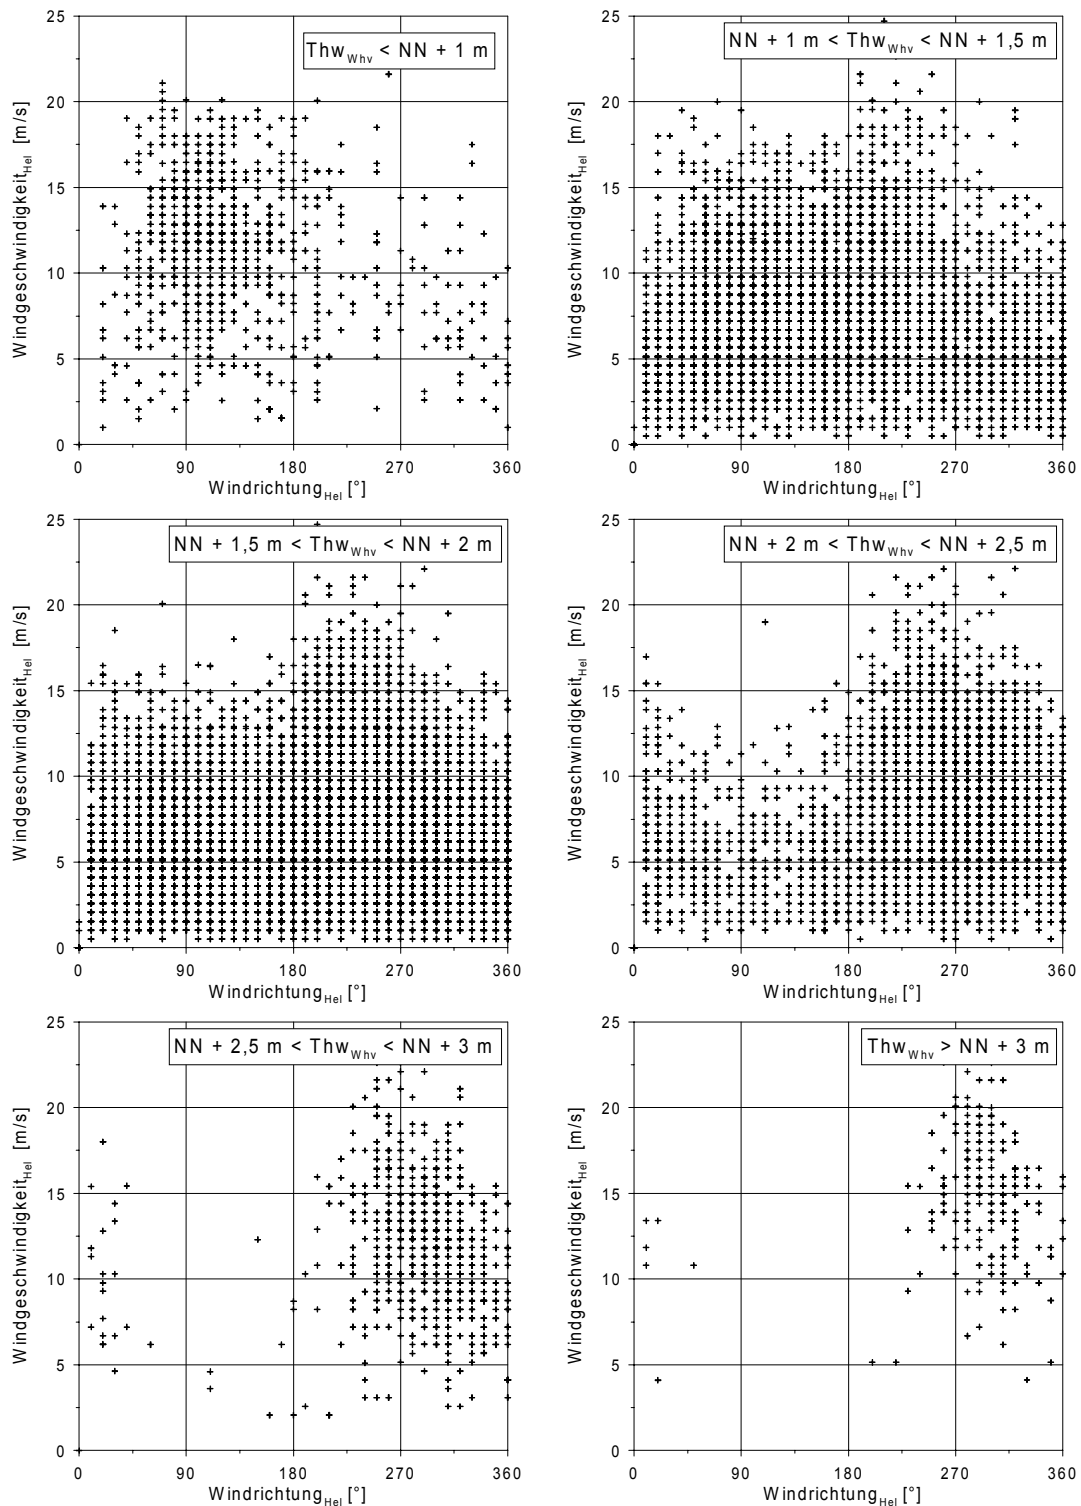 Thw_Whv < NN + 1 m
25
20
15
10
5
0
Windgeschwindigkeit_Hel [m/s]
0 90 180 270 360
Windrichtung_Hel [°]
NN + 1 m < Thw_Whv < NN + 1,5 m
25
20
15
10
5
0
Windgeschwindigkeit_Hel [m/s]
0 90 180 270 360
Windrichtung_Hel [°]
NN + 1,5 m < Thw_Whv < NN + 2 m
25
20
15
10
5
0
Windgeschwindigkeit_Hel [m/s]
0 90 180 270 360
Windrichtung_Hel [°]
NN + 2 m < Thw_Whv < NN + 2,5 m
25
20
15
10
5
0
Windgeschwindigkeit_Hel [m/s]
0 90 180 270 360
Windrichtung_Hel [°]
NN + 2,5 m < Thw_Whv < NN + 3 m
25
20
15
10
5
0
Windgeschwindigkeit_Hel [m/s]
0 90 180 270 360
Windrichtung_Hel [°]
Thw_Whv > NN + 3 m
25
20
15
10
5
0
Windgeschwindigkeit_Hel [m/s]
0 90 180 270 360
Windrichtung_Hel [°]